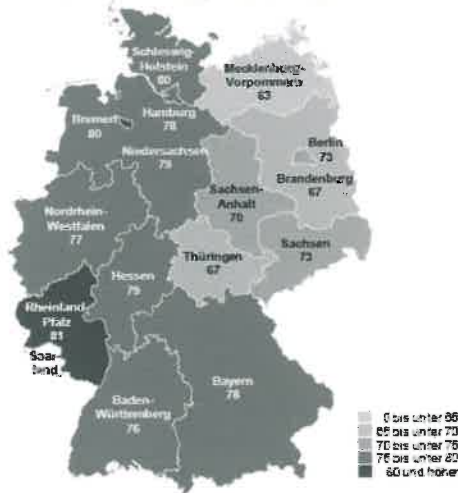 Schleswig-
Holstein
80
Mecklenburg-
Vorpommern
63
Hamburg
78
Bremen
80
Niedersachsen
79
Berlin
73
Brandenburg
67
Sachsen-
Anhalt
70
Nordrhein-
Westfalen
77
Sachsen
73
Thüringen
67
Hessen
79
Rheinland-
Pfalz
81
Saar-
land
Bayern
78
Baden-
Württemberg
76
0 bis unter 65
65 bis unter 70
70 bis unter 75
75 bis unter 80
80 und höher